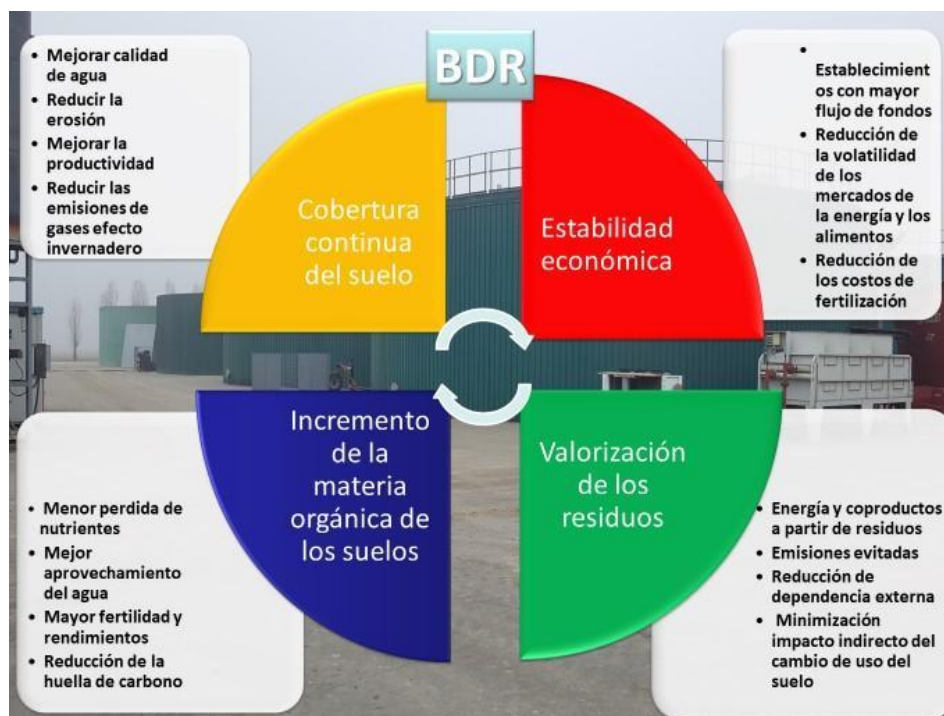 BDR
• Mejorar calidad
de agua
• Reducir la
erosión
• Mejorar la
productividad
• Reducir las
emisiones de
gases efecto
invernadero
Cobertura
continua
del suelo
Estabilidad
económica
•
Establecimient
os con mayor
flujo de fondos
• Reducción de
la volatilidad
de los
mercados de
la energía y los
alimentos
• Reducción de
los costos de
fertilización
• Menor perdida de
nutrientes
• Mejor
aprovechamiento
del agua
• Mayor fertilidad y
rendimientos
• Reducción de la
huella de carbono
Incremento
de la
materia
orgánica de
los suelos
Valorización
de los
residuos
• Energía y coproductos
a partir de residuos
• Emisiones evitadas
• Reducción de
dependencia externa
• Minimización
impacto indirecto del
cambio de uso del
suelo